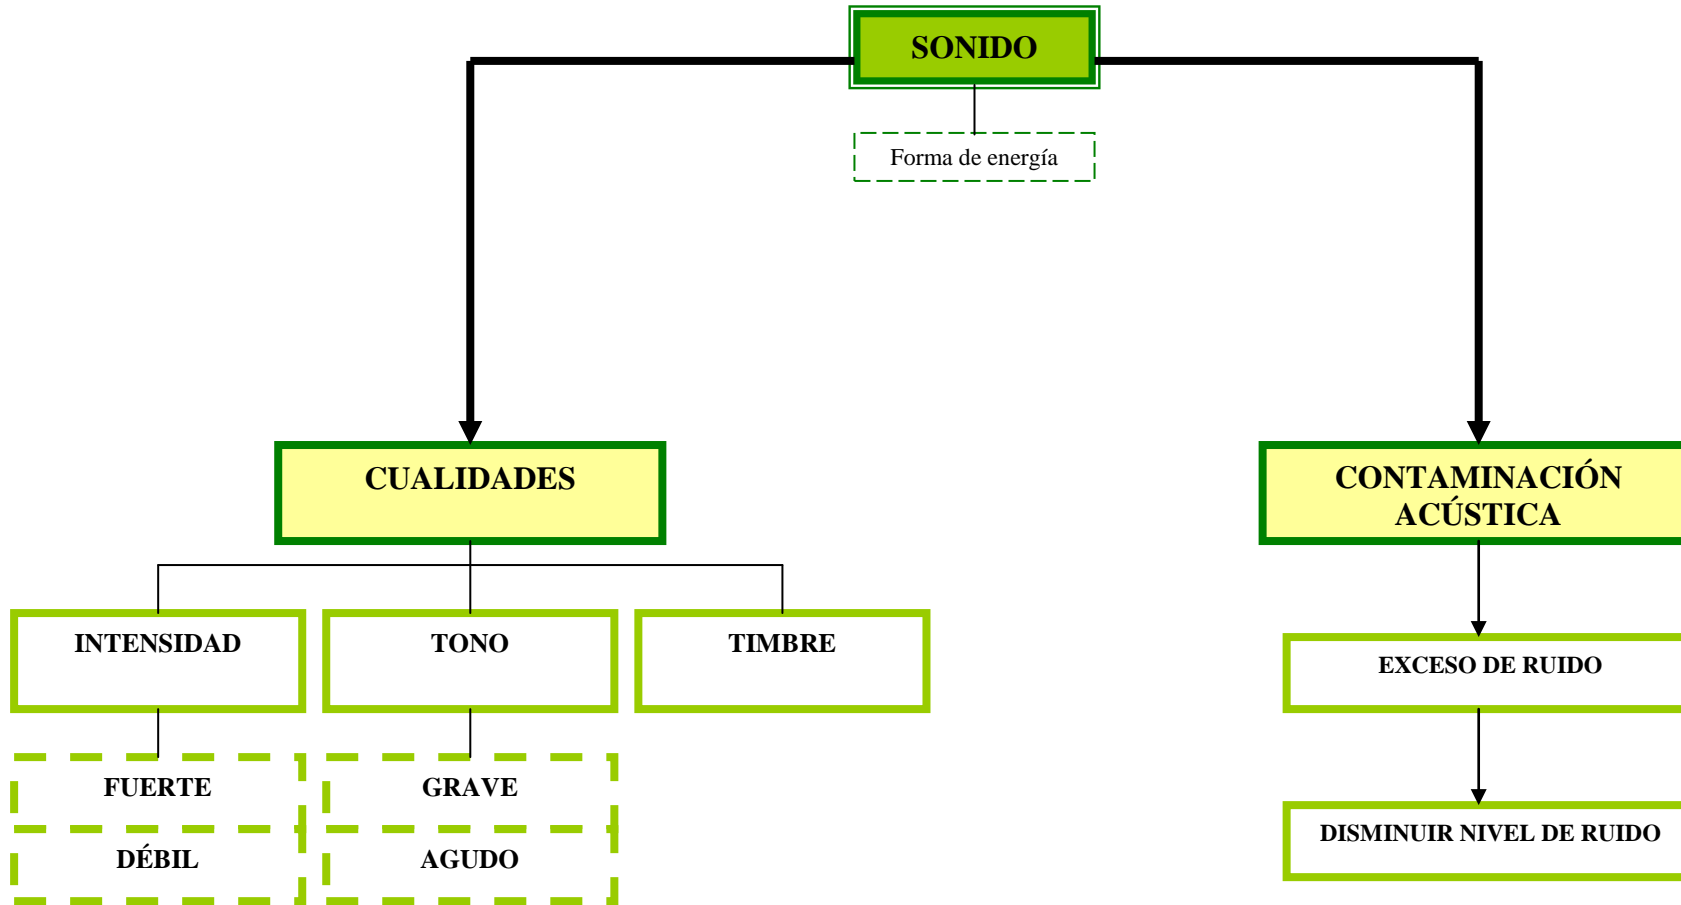 SONIDO
Forma de energía
CUALIDADES
CONTAMINACIÓN
ACÚSTICA
INTENSIDAD
TONO
TIMBRE
EXCESO DE RUIDO
FUERTE
GRAVE
DÉBIL
AGUDO
DISMINUIR NIVEL DE RUIDO